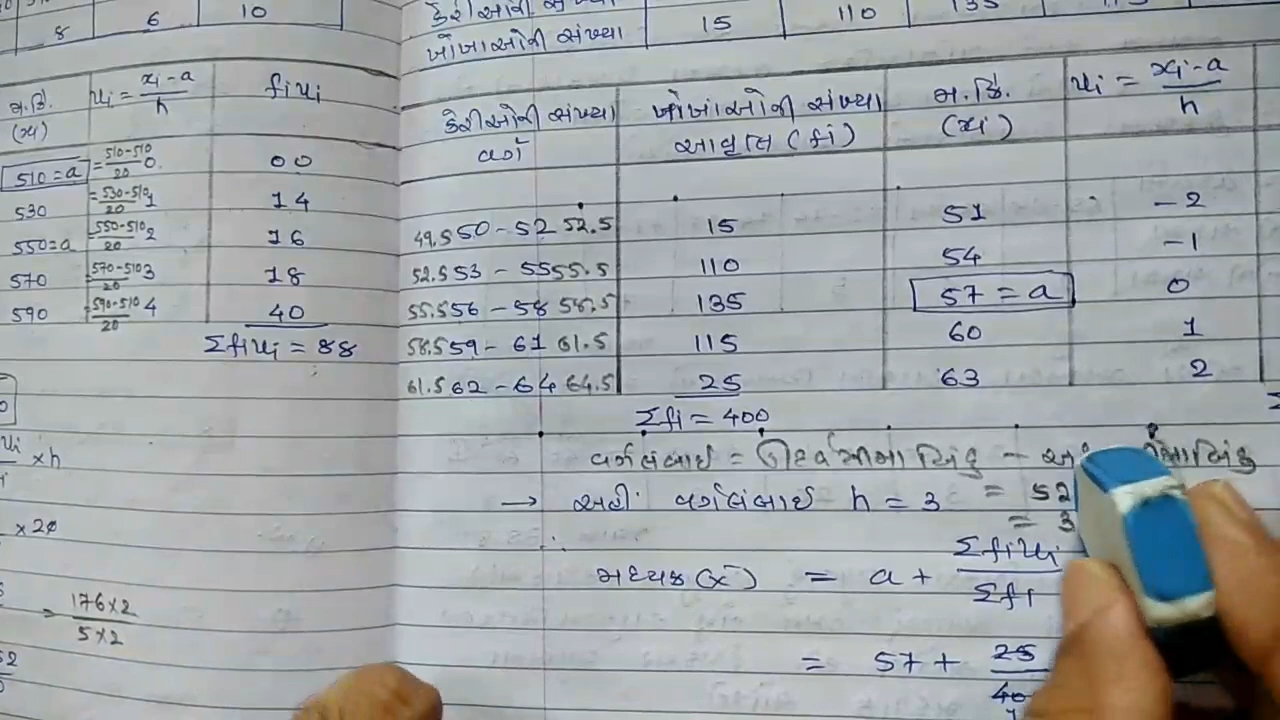 8 6 10
મ.કિં. (xi) ui = xi - a / h fiui
510 = a = 510-510 / 20 0 00
530 = 530-510 / 20 1 14
550 = a = 550-510 / 20 2 16
570 = 570-510 / 20 3 18
590 = 590-510 / 20 4 40
Σfiui = 88
× h
× 20
= 176×2 / 5×2
કેરીઓની સંખ્યા
ખોખાઓની સંખ્યા 15 110 135
કેરીઓની સંખ્યા વર્ગ ખોખાઓની સંખ્યા આવૃત્તિ (fi) મ.કિં. (xi) ui = xi - a / h
49.5 50 - 52 52.5 15 51 -2
52.5 53 - 55 55.5 110 54 -1
55.5 56 - 58 58.5 135 57 = a 0
58.5 59 - 61 61.5 115 60 1
61.5 62 - 64 64.5 25 63 2
Σfi = 400
વર્ગલંબાઈ =
→ અહીં વર્ગલંબાઈ h = 3 = 52
= 3
∴ મધ્યક (x̄) = a + Σfiui / Σfi
= 57 + 25 / 40